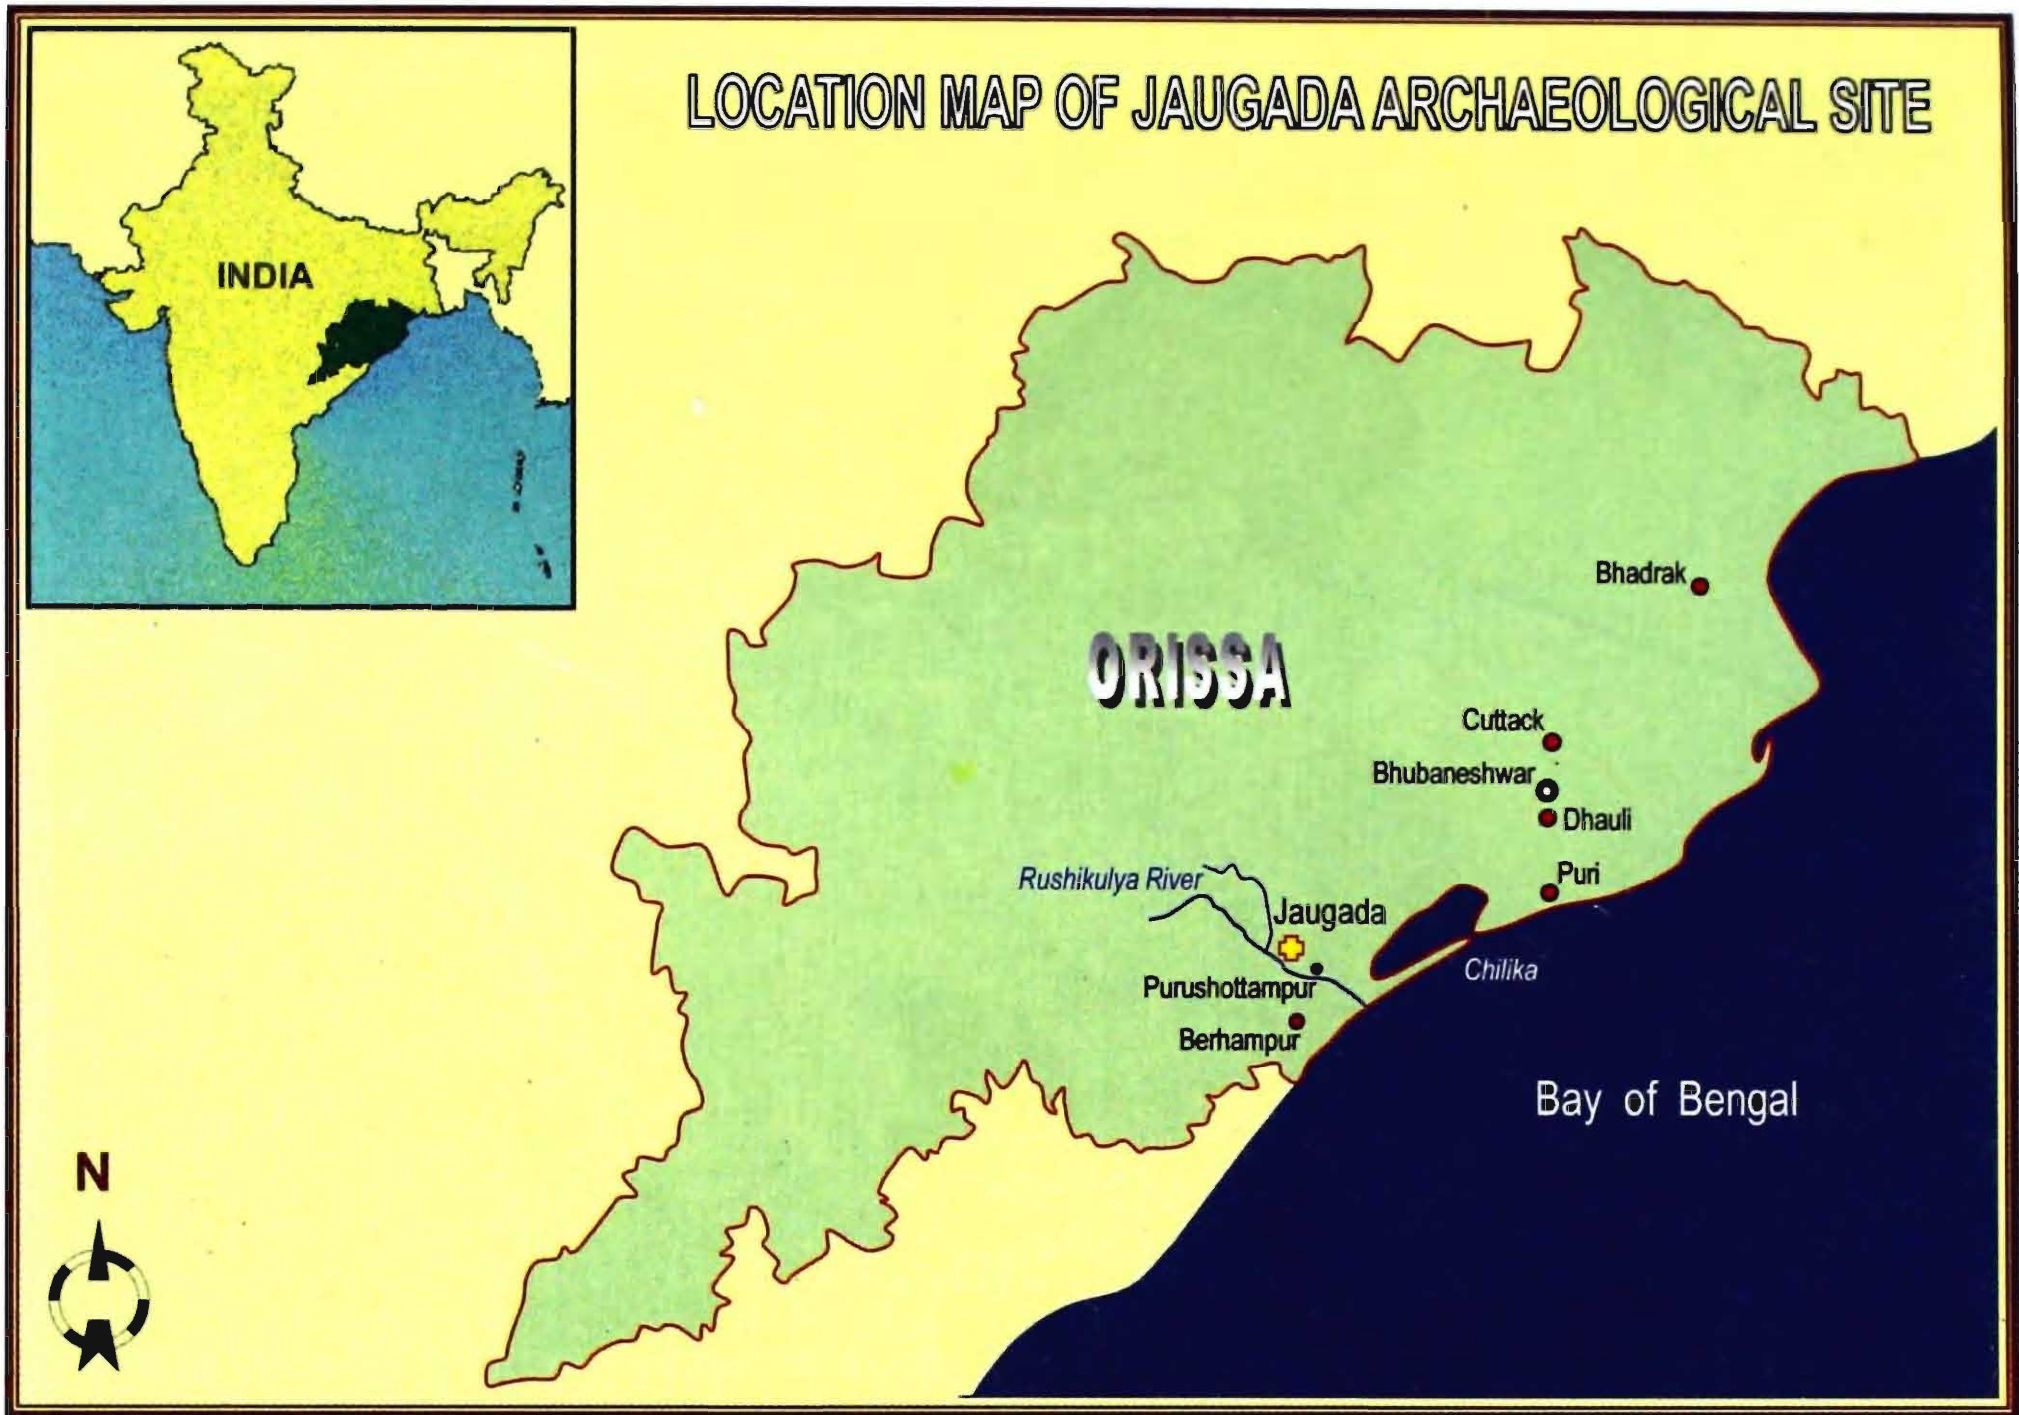 LOCATION MAP OF JAUGADA ARCHAEOLOGICAL SITE
INDIA
Bhadrak
ORISSA
Cuttack
Bhubaneshwar
Dhauli
Puri
Rushikulya River
Jaugada
Chilika
Purushottampur
Berhampur
Bay of Bengal
N